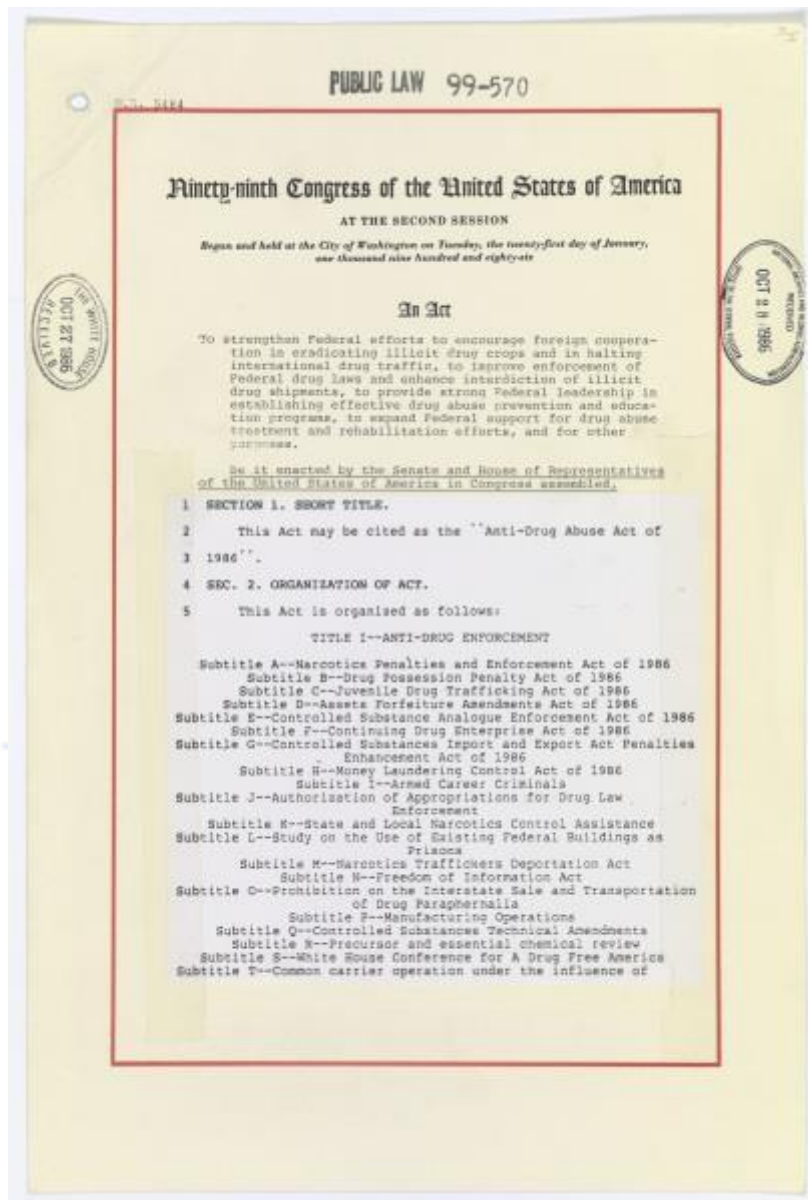 PUBLIC LAW 99-570
H.R. 5484
Ninety-ninth Congress of the United States of America
AT THE SECOND SESSION
Begun and held at the City of Washington on Tuesday, the twenty-first day of January,
one thousand nine hundred and eighty-six
An Act
To strengthen Federal efforts to encourage foreign coopera-
tion in eradicating illicit drug crops and in halting
international drug traffic, to improve enforcement of
Federal drug laws and enhance interdiction of illicit
drug shipments, to provide strong Federal leadership in
establishing effective drug abuse prevention and educa-
tion programs, to expand Federal support for drug abuse
treatment and rehabilitation efforts, and for other
purposes.
Be it enacted by the Senate and House of Representatives
of the United States of America in Congress assembled,
1 SECTION 1. SHORT TITLE.
2 This Act may be cited as the ``Anti-Drug Abuse Act of
3 1986´´.
4 SEC. 2. ORGANIZATION OF ACT.
5 This Act is organized as follows:
TITLE I--ANTI-DRUG ENFORCEMENT
Subtitle A--Narcotics Penalties and Enforcement Act of 1986
Subtitle B--Drug Possession Penalty Act of 1986
Subtitle C--Juvenile Drug Trafficking Act of 1986
Subtitle D--Assets Forfeiture Amendments Act of 1986
Subtitle E--Controlled Substance Analogue Enforcement Act of 1986
Subtitle F--Continuing Drug Enterprise Act of 1986
Subtitle G--Controlled Substances Import and Export Act Penalties
Enhancement Act of 1986
Subtitle H--Money Laundering Control Act of 1986
Subtitle I--Armed Career Criminals
Subtitle J--Authorization of Appropriations for Drug Law
Enforcement
Subtitle K--State and Local Narcotics Control Assistance
Subtitle L--Study on the Use of Existing Federal Buildings as
Prisons
Subtitle M--Narcotics Traffickers Deportation Act
Subtitle N--Freedom of Information Act
Subtitle O--Prohibition on the Interstate Sale and Transportation
of Drug Paraphernalia
Subtitle P--Manufacturing Operations
Subtitle Q--Controlled Substances Technical Amendments
Subtitle R--Precursor and essential chemical review
Subtitle S--White House Conference for A Drug Free America
Subtitle T--Common carrier operation under the influence of
THE WHITE HOUSE
OCT 27 1986
RECEIVED
RECEIVED
OCT 28 1986